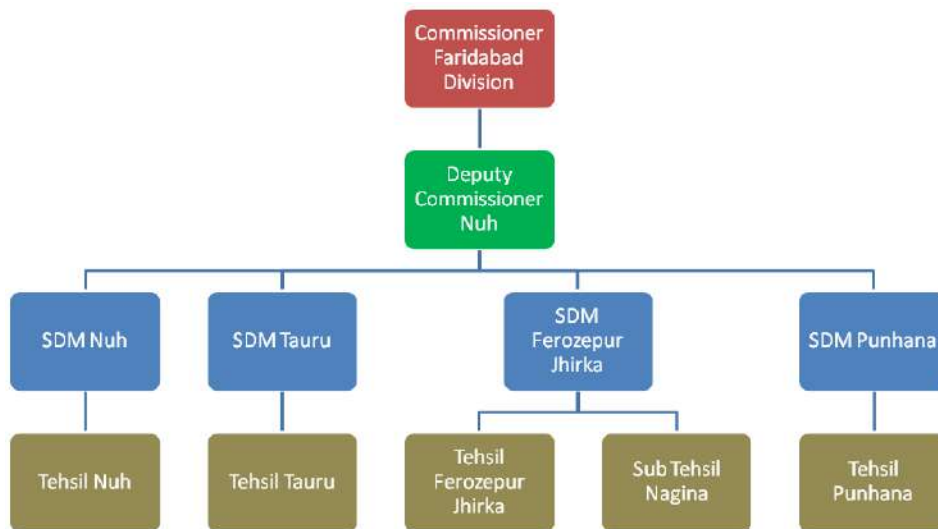 Commissioner
Faridabad
Division
Deputy
Commissioner
Nuh
SDM Nuh
SDM Tauru
SDM
Ferozepur
Jhirka
SDM Punhana
Tehsil Nuh
Tehsil Tauru
Tehsil
Ferozepur
Jhirka
Sub Tehsil
Nagina
Tehsil
Punhana